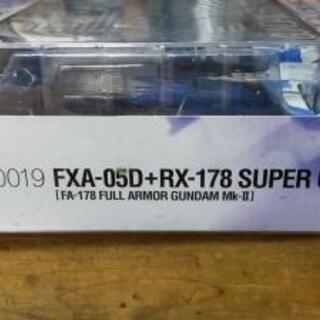 0019 FXA-05D+RX-178 SUPER
[FA-178 FULL ARMOR GUNDAM Mk-II]